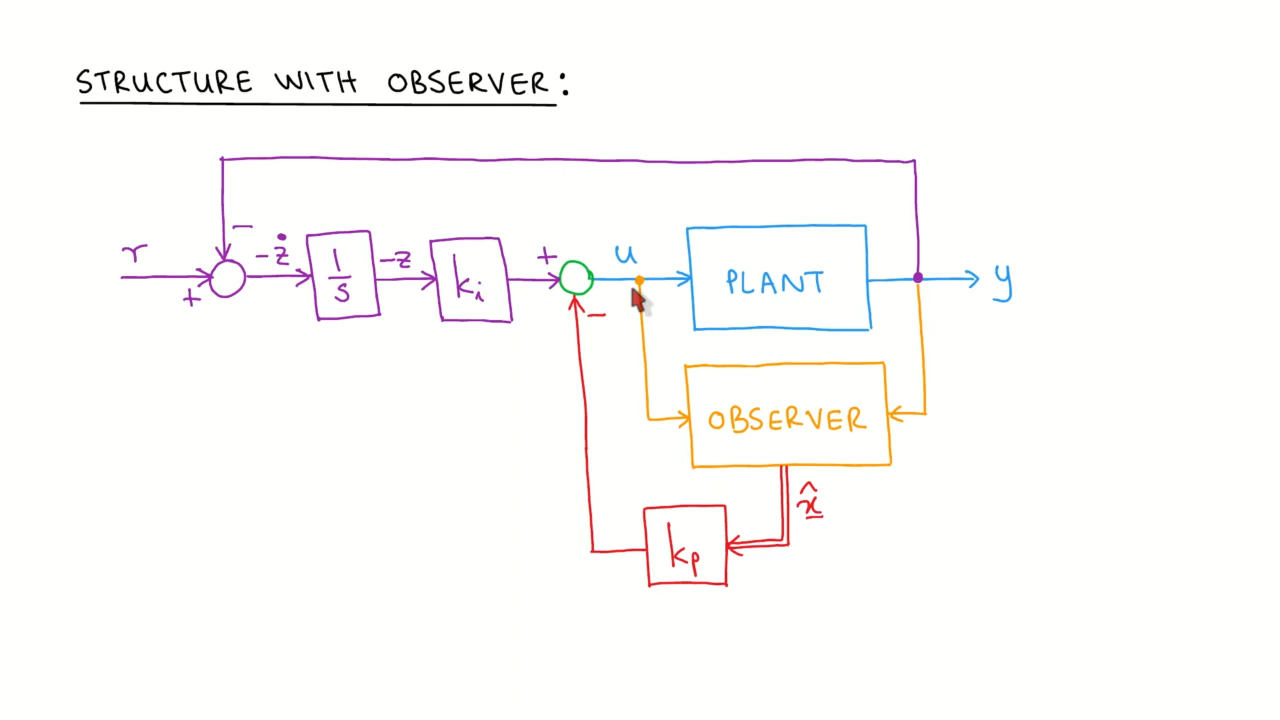 STRUCTURE WITH OBSERVER:
r
+
−
−ż
1/s
−z
kᵢ
+
−
u
PLANT
y
OBSERVER
x̂
kₚ